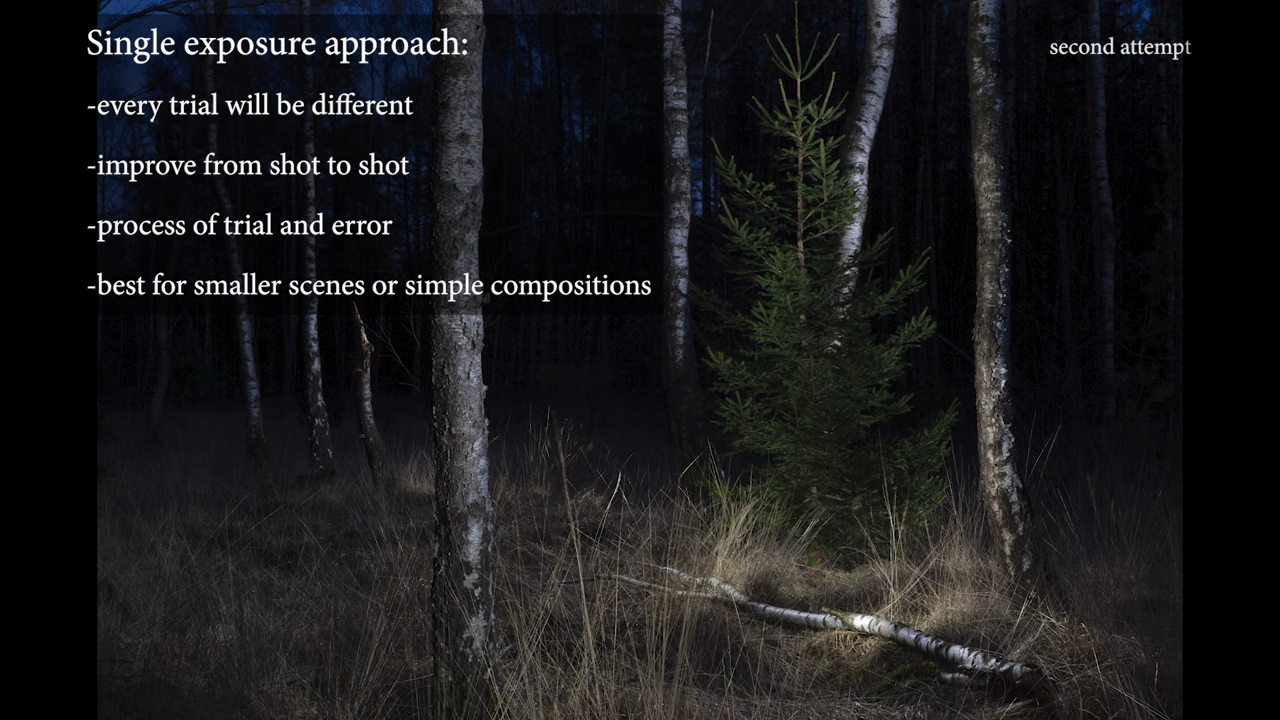 Single exposure approach:
second attempt
-every trial will be different
-improve from shot to shot
-process of trial and error
-best for smaller scenes or simple compositions